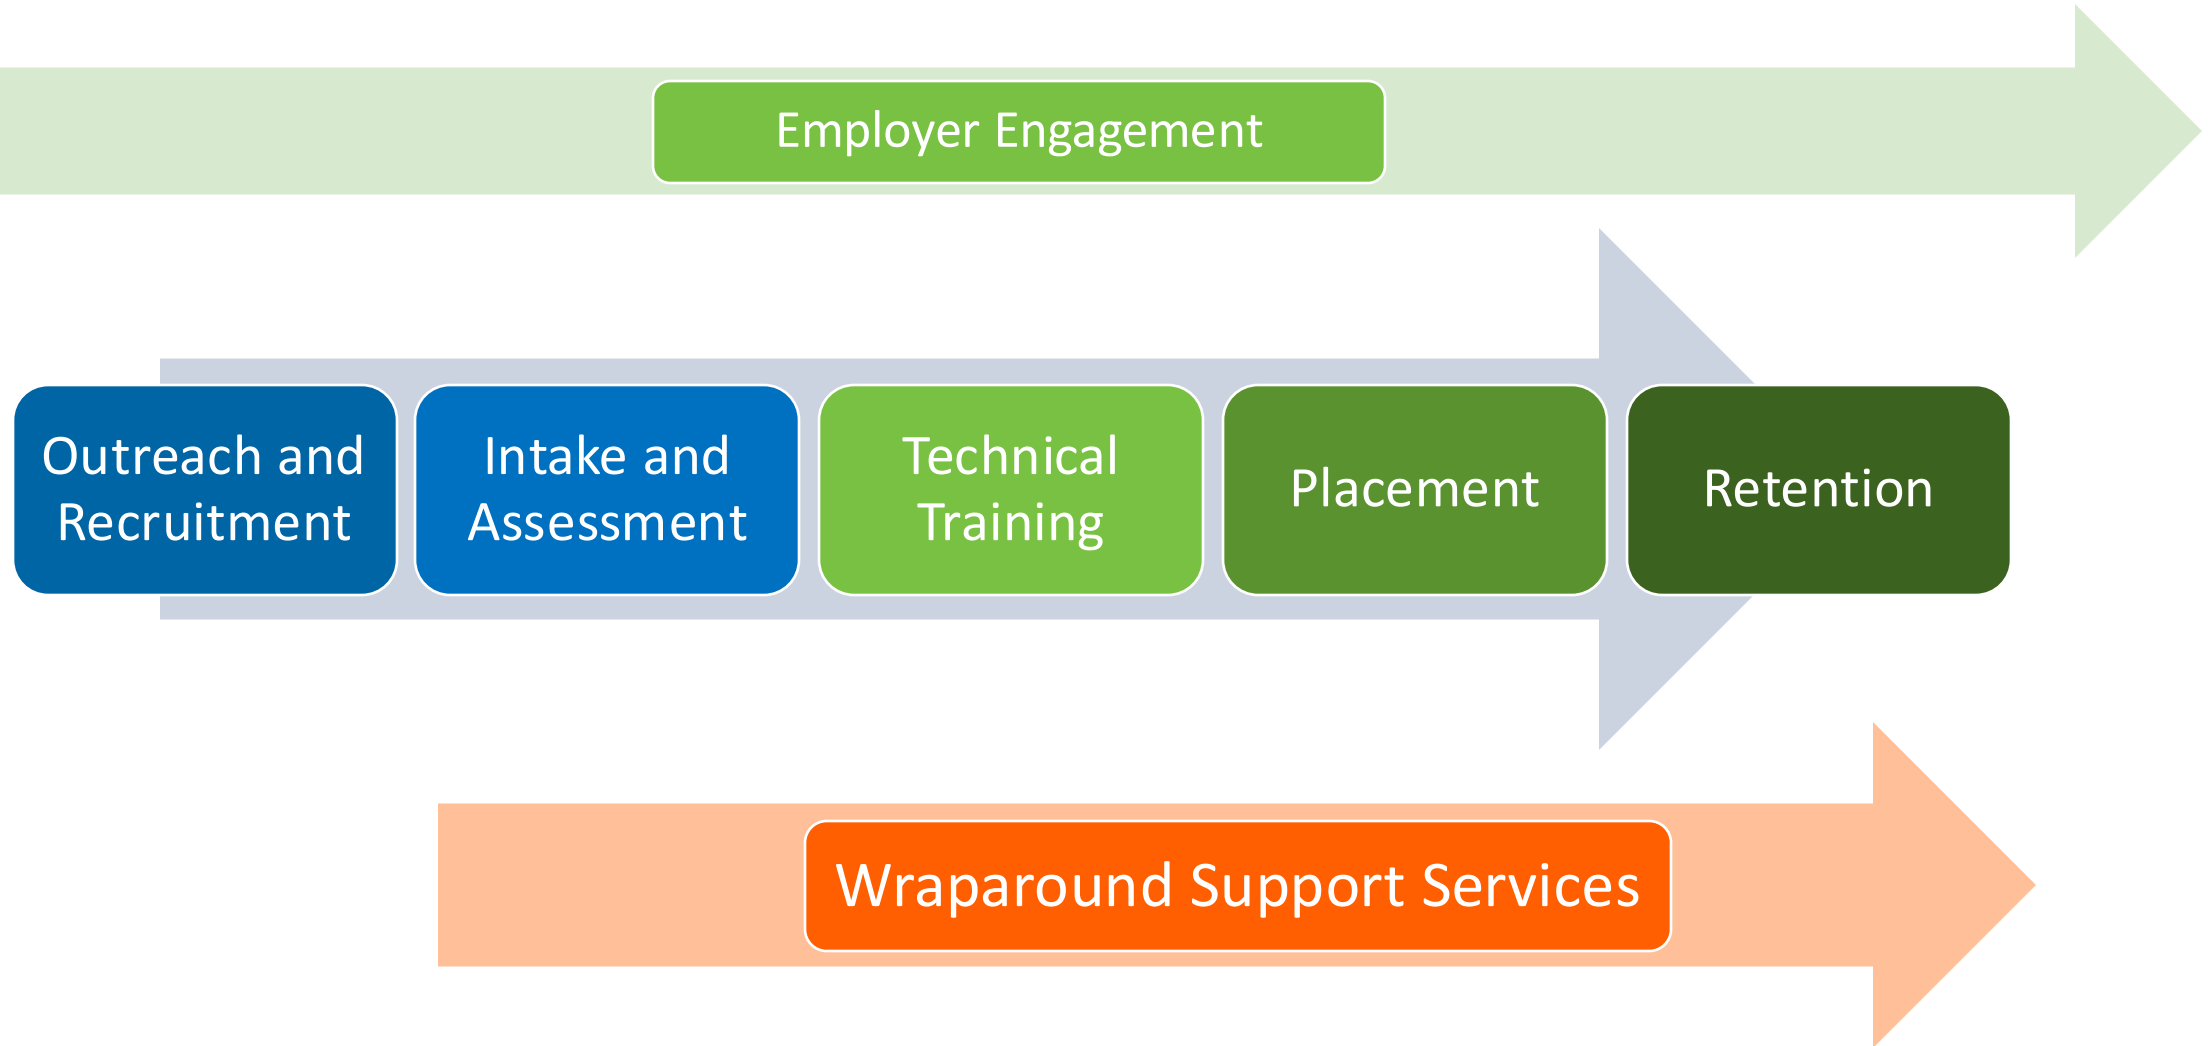 Employer Engagement
Outreach and
Recruitment
Intake and
Assessment
Technical
Training
Placement
Retention
Wraparound Support Services